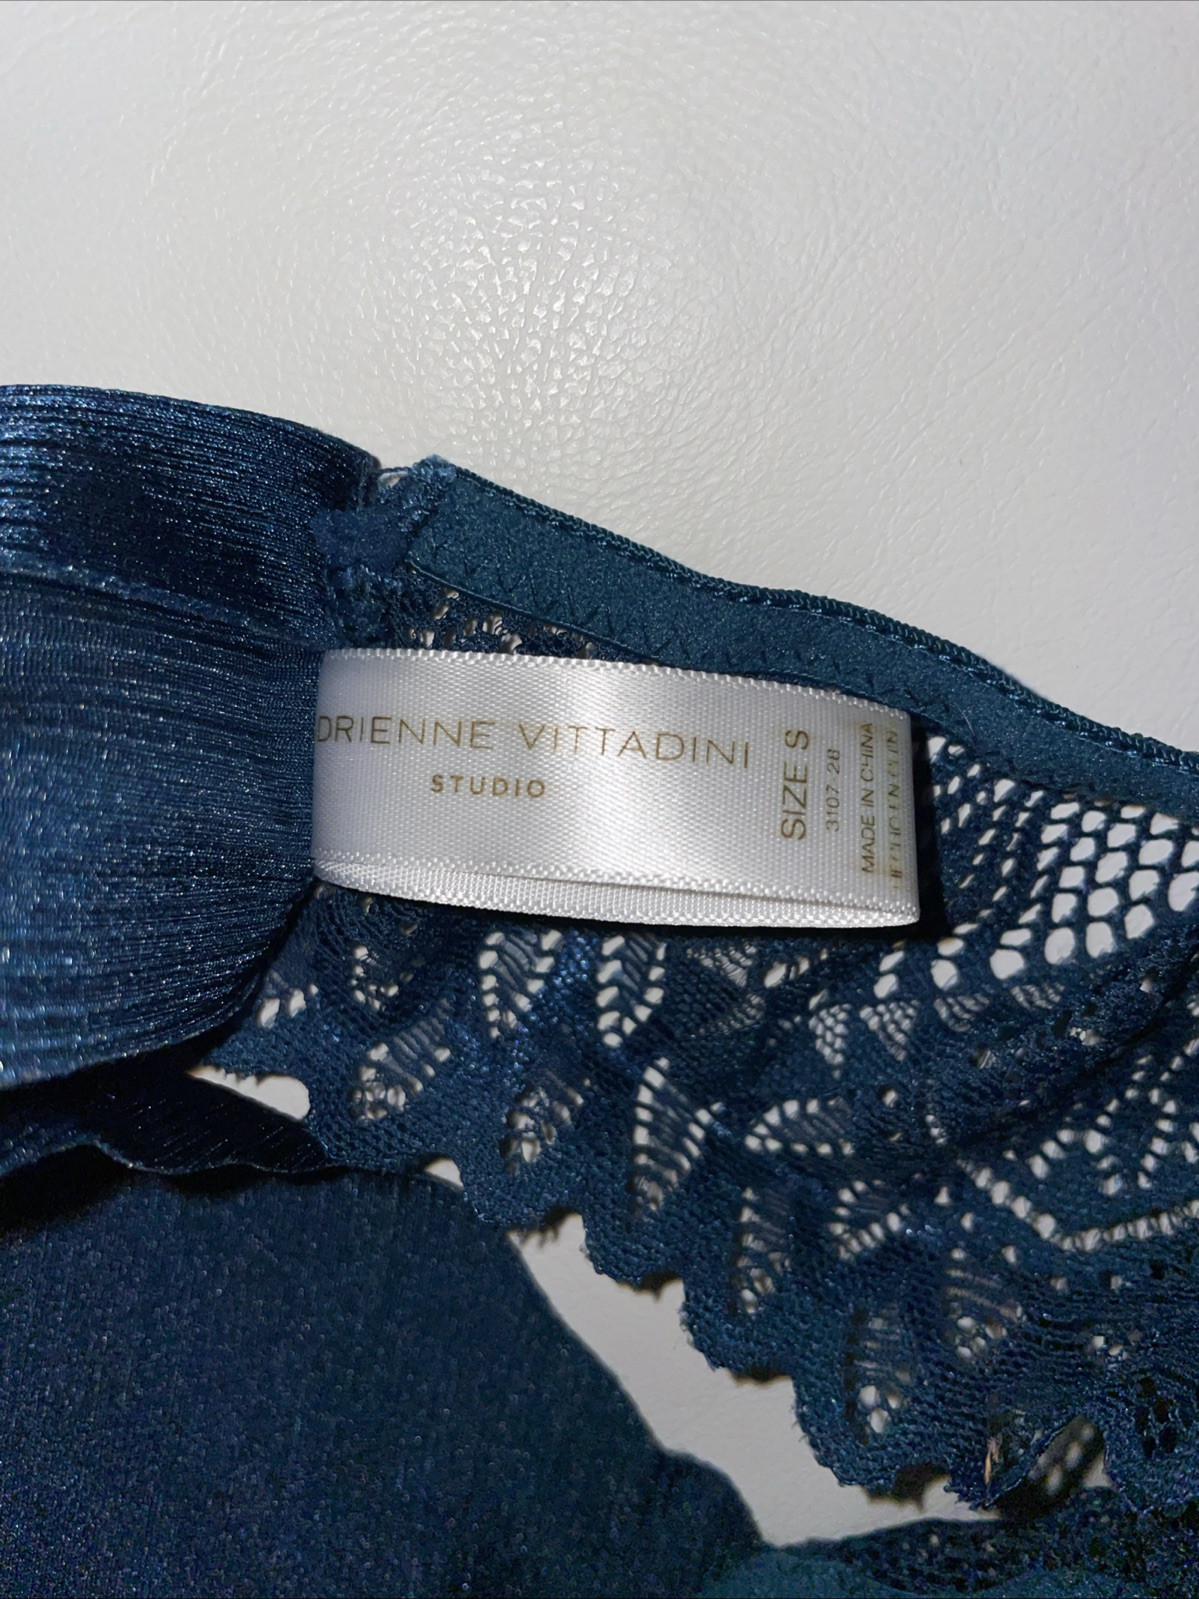 DRIENNE VITTADINI
STUDIO
SIZE S
3107 28
MADE IN CHINA